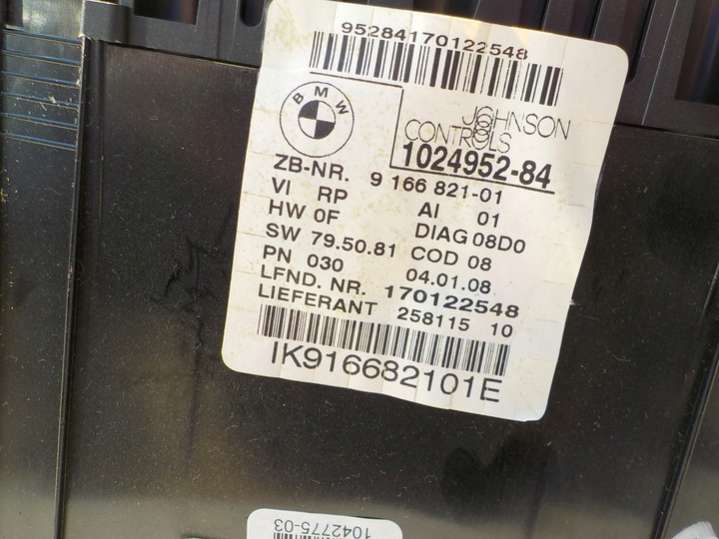 95284170122548
BMW
JOHNSON
CONTROLS
1024952-84
ZB-NR. 9 166 821-01
VI RP AI 01
HW 0F DIAG 08D0
SW 79.50.81 COD 08
PN 030 04.01.08
LFND. NR. 170122548
LIEFERANT 258115 10
IK916682101E
1042775-03